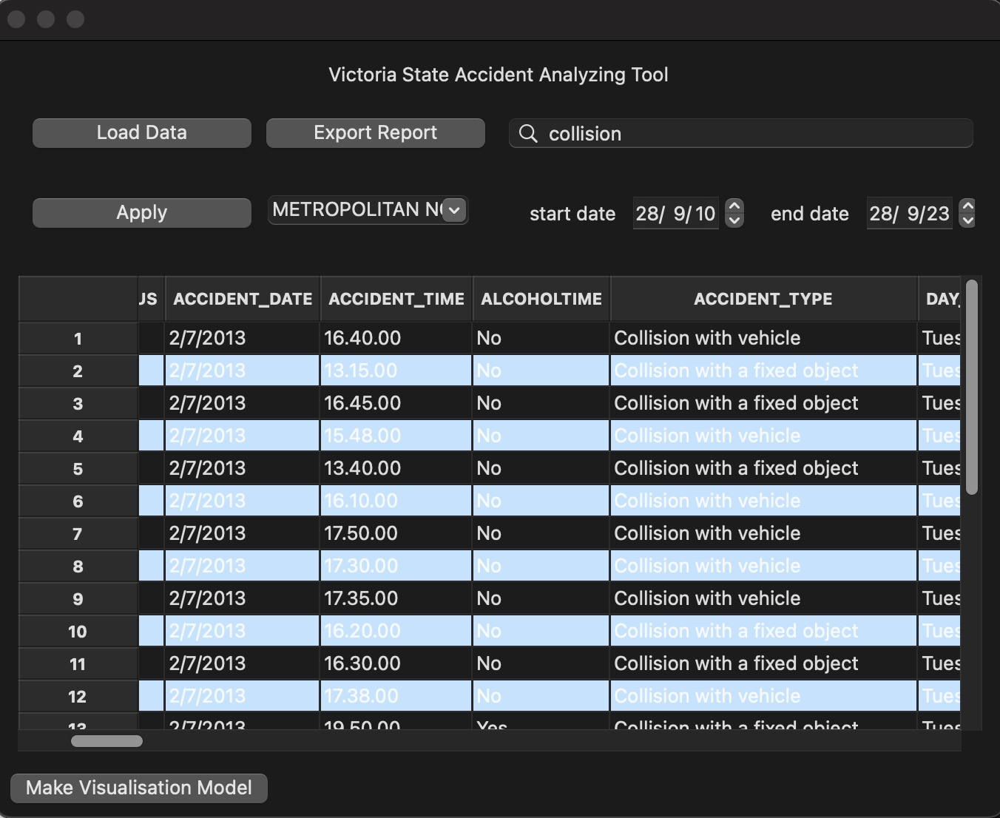 Victoria State Accident Analyzing Tool
Load Data Export Report collision
Apply METROPOLITAN N start date 28/ 9/10 end date 28/ 9/23
US ACCIDENT_DATE ACCIDENT_TIME ALCOHOLTIME ACCIDENT_TYPE DAY_
1 2/7/2013 16.40.00 No Collision with vehicle Tues
2 2/7/2013 13.15.00 No Collision with a fixed object Tues
3 2/7/2013 16.45.00 No Collision with a fixed object Tues
4 2/7/2013 15.48.00 No Collision with vehicle Tues
5 2/7/2013 13.40.00 No Collision with a fixed object Tues
6 2/7/2013 16.10.00 No Collision with vehicle Tues
7 2/7/2013 17.50.00 No Collision with vehicle Tues
8 2/7/2013 17.30.00 No Collision with vehicle Tues
9 2/7/2013 17.35.00 No Collision with vehicle Tues
10 2/7/2013 16.20.00 No Collision with a fixed object Tues
11 2/7/2013 16.30.00 No Collision with a fixed object Tues
12 2/7/2013 17.38.00 No Collision with vehicle Tues
13 2/7/2013 19.50.00 Yes Collision with a fixed object Tues
Make Visualisation Model